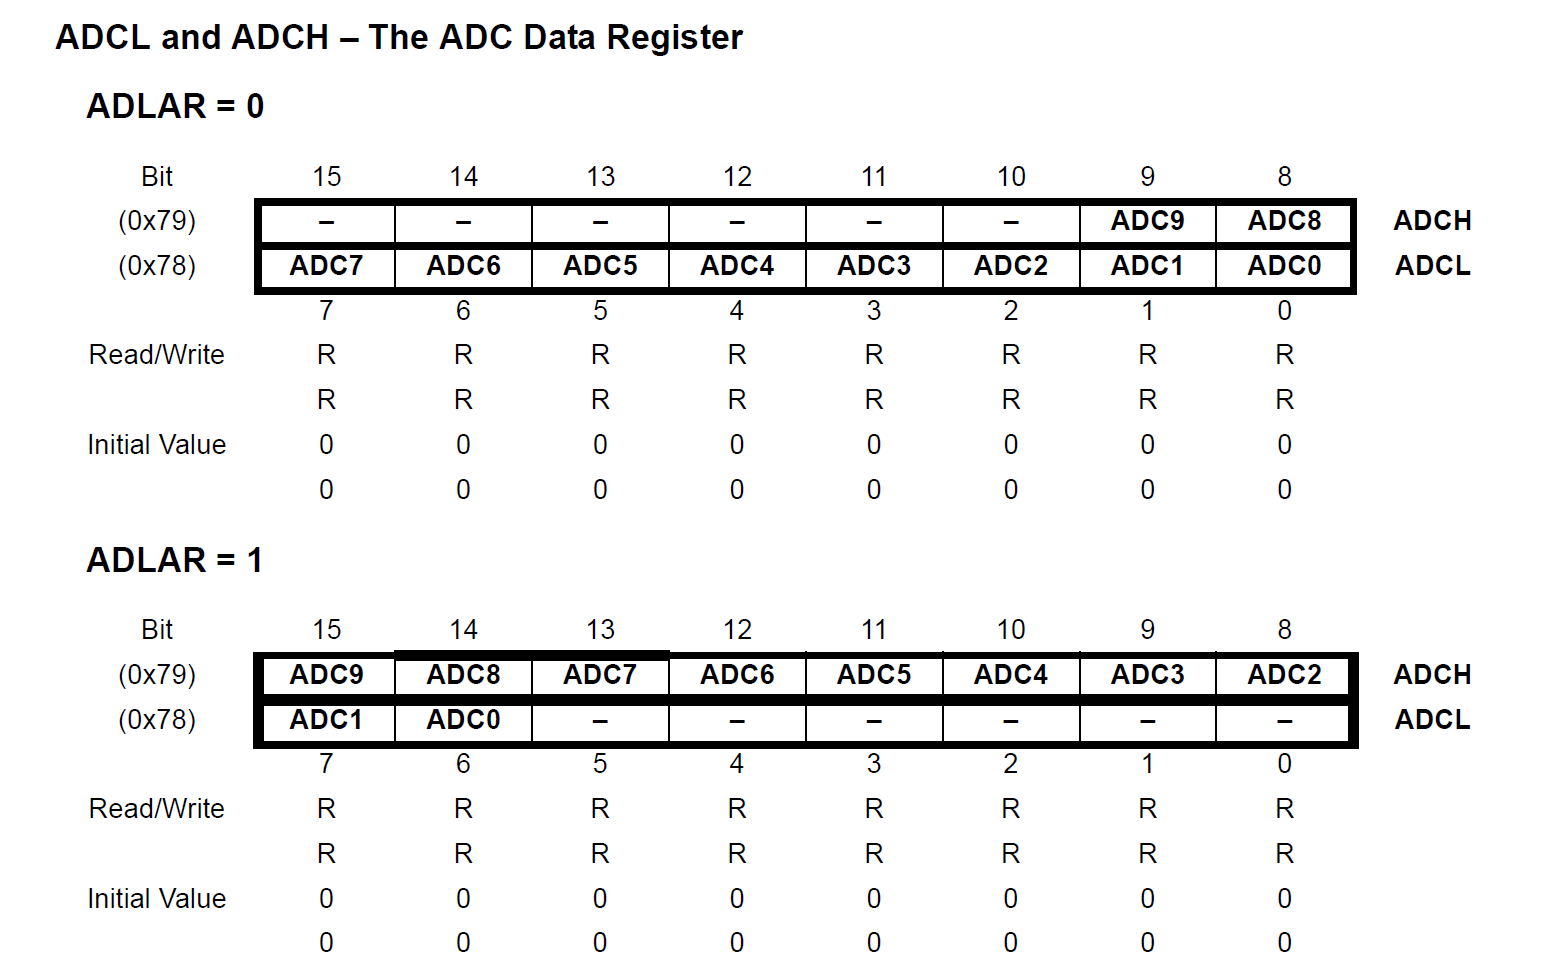 ADCL and ADCH – The ADC Data Register
ADLAR = 0
Bit 15 14 13 12 11 10 9 8
(0x79) – – – – – – ADC9 ADC8 ADCH
(0x78) ADC7 ADC6 ADC5 ADC4 ADC3 ADC2 ADC1 ADC0 ADCL
7 6 5 4 3 2 1 0
Read/Write R R R R R R R R
R R R R R R R R
Initial Value 0 0 0 0 0 0 0 0
0 0 0 0 0 0 0 0
ADLAR = 1
Bit 15 14 13 12 11 10 9 8
(0x79) ADC9 ADC8 ADC7 ADC6 ADC5 ADC4 ADC3 ADC2 ADCH
(0x78) ADC1 ADC0 – – – – – – ADCL
7 6 5 4 3 2 1 0
Read/Write R R R R R R R R
R R R R R R R R
Initial Value 0 0 0 0 0 0 0 0
0 0 0 0 0 0 0 0